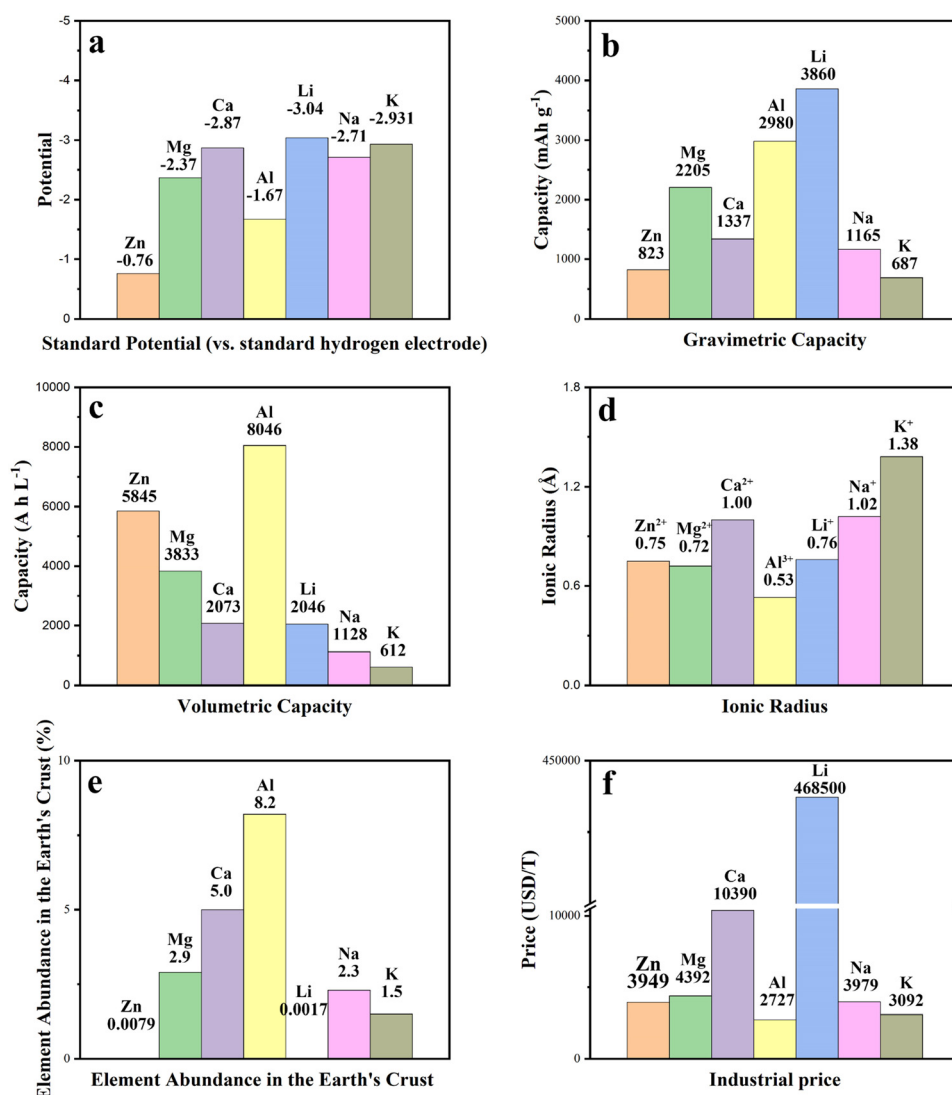 a
-5
-4
-3
-2
-1
0
Potential
Zn
-0.76
Mg
-2.37
Ca
-2.87
Al
-1.67
Li
-3.04
Na
-2.71
K
-2.931
Standard Potential (vs. standard hydrogen electrode)
b
5000
4000
3000
2000
1000
0
Capacity (mAh g⁻¹)
Zn
823
Mg
2205
Ca
1337
Al
2980
Li
3860
Na
1165
K
687
Gravimetric Capacity
c
10000
8000
6000
4000
2000
0
Capacity (A h L⁻¹)
Zn
5845
Mg
3833
Ca
2073
Al
8046
Li
2046
Na
1128
K
612
Volumetric Capacity
d
1.8
1.2
0.6
0.0
Ionic Radius (Å)
Zn²⁺
0.75
Mg²⁺
0.72
Ca²⁺
1.00
Al³⁺
0.53
Li⁺
0.76
Na⁺
1.02
K⁺
1.38
Ionic Radius
e
10
5
0
Element Abundance in the Earth's Crust (%)
Zn
0.0079
Mg
2.9
Ca
5.0
Al
8.2
Li
0.0017
Na
2.3
K
1.5
Element Abundance in the Earth's Crust
f
450000
10000
0
Price (USD/T)
Zn
3949
Mg
4392
Ca
10390
Al
2727
Li
468500
Na
3979
K
3092
Industrial price